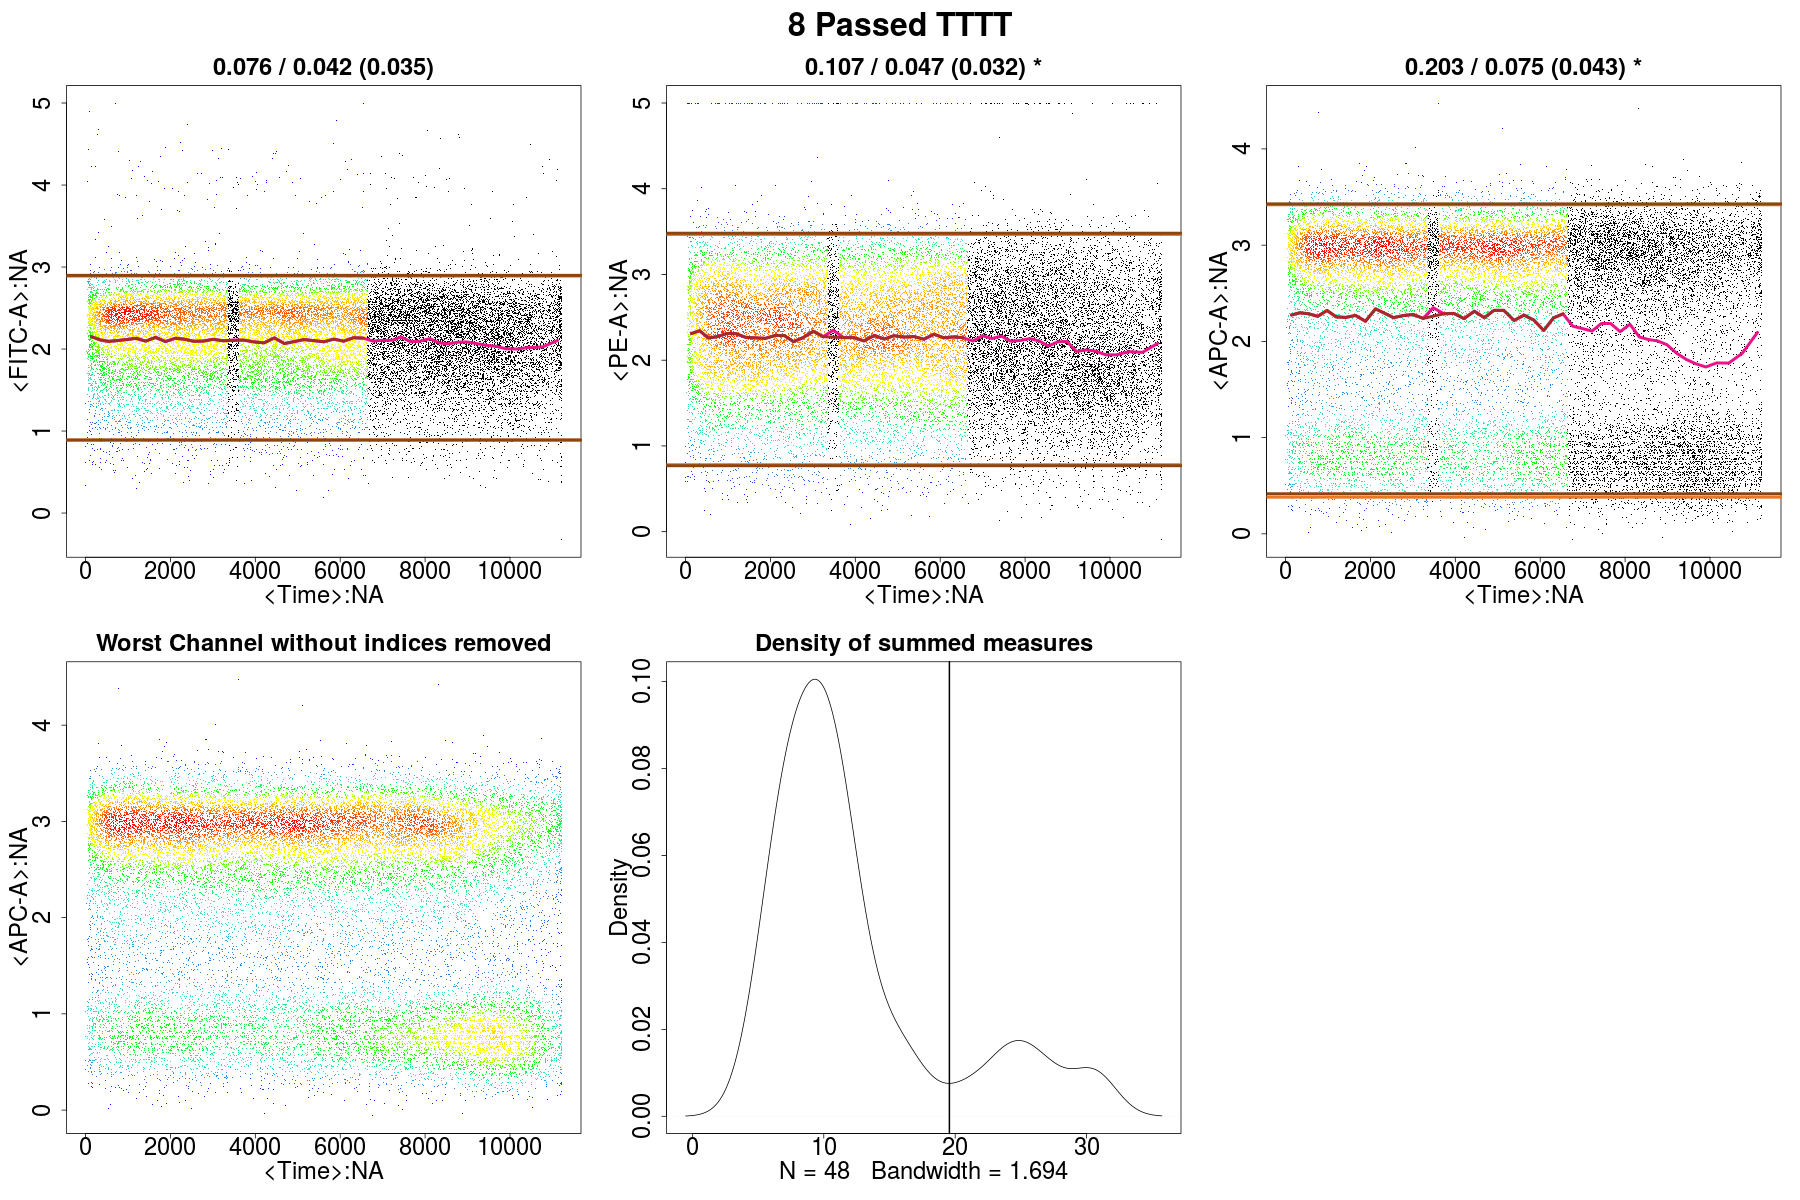 8 Passed TTTT
0.076 / 0.042 (0.035)
<FITC-A>:NA
5
4
3
2
1
0
0 2000 4000 6000 8000 10000
<Time>:NA
0.107 / 0.047 (0.032) *
<PE-A>:NA
5
4
3
2
1
0
0 2000 4000 6000 8000 10000
<Time>:NA
0.203 / 0.075 (0.043) *
<APC-A>:NA
4
3
2
1
0
0 2000 4000 6000 8000 10000
<Time>:NA
Worst Channel without indices removed
<APC-A>:NA
4
3
2
1
0
0 2000 4000 6000 8000 10000
<Time>:NA
Density of summed measures
Density
0.10
0.08
0.06
0.04
0.02
0.00
0 10 20 30
N = 48 Bandwidth = 1.694